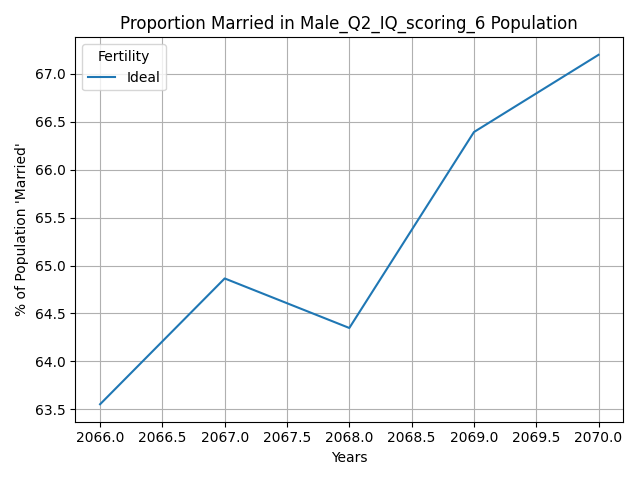 Proportion Married in Male_Q2_IQ_scoring_6 Population
Fertility
Ideal
% of Population 'Married'
67.0
66.5
66.0
65.5
65.0
64.5
64.0
63.5
2066.0 2066.5 2067.0 2067.5 2068.0 2068.5 2069.0 2069.5 2070.0
Years